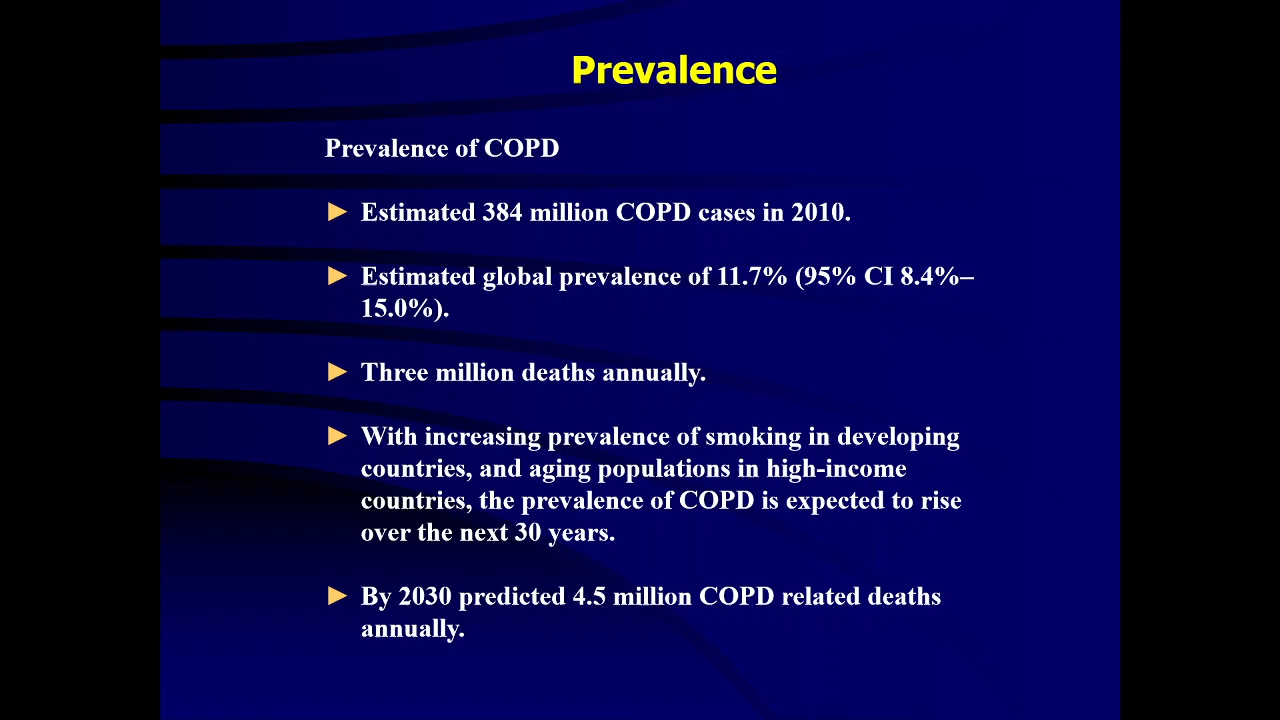 Prevalence
Prevalence of COPD
► Estimated 384 million COPD cases in 2010.
► Estimated global prevalence of 11.7% (95% CI 8.4%–
15.0%).
► Three million deaths annually.
► With increasing prevalence of smoking in developing
countries, and aging populations in high-income
countries, the prevalence of COPD is expected to rise
over the next 30 years.
► By 2030 predicted 4.5 million COPD related deaths
annually.